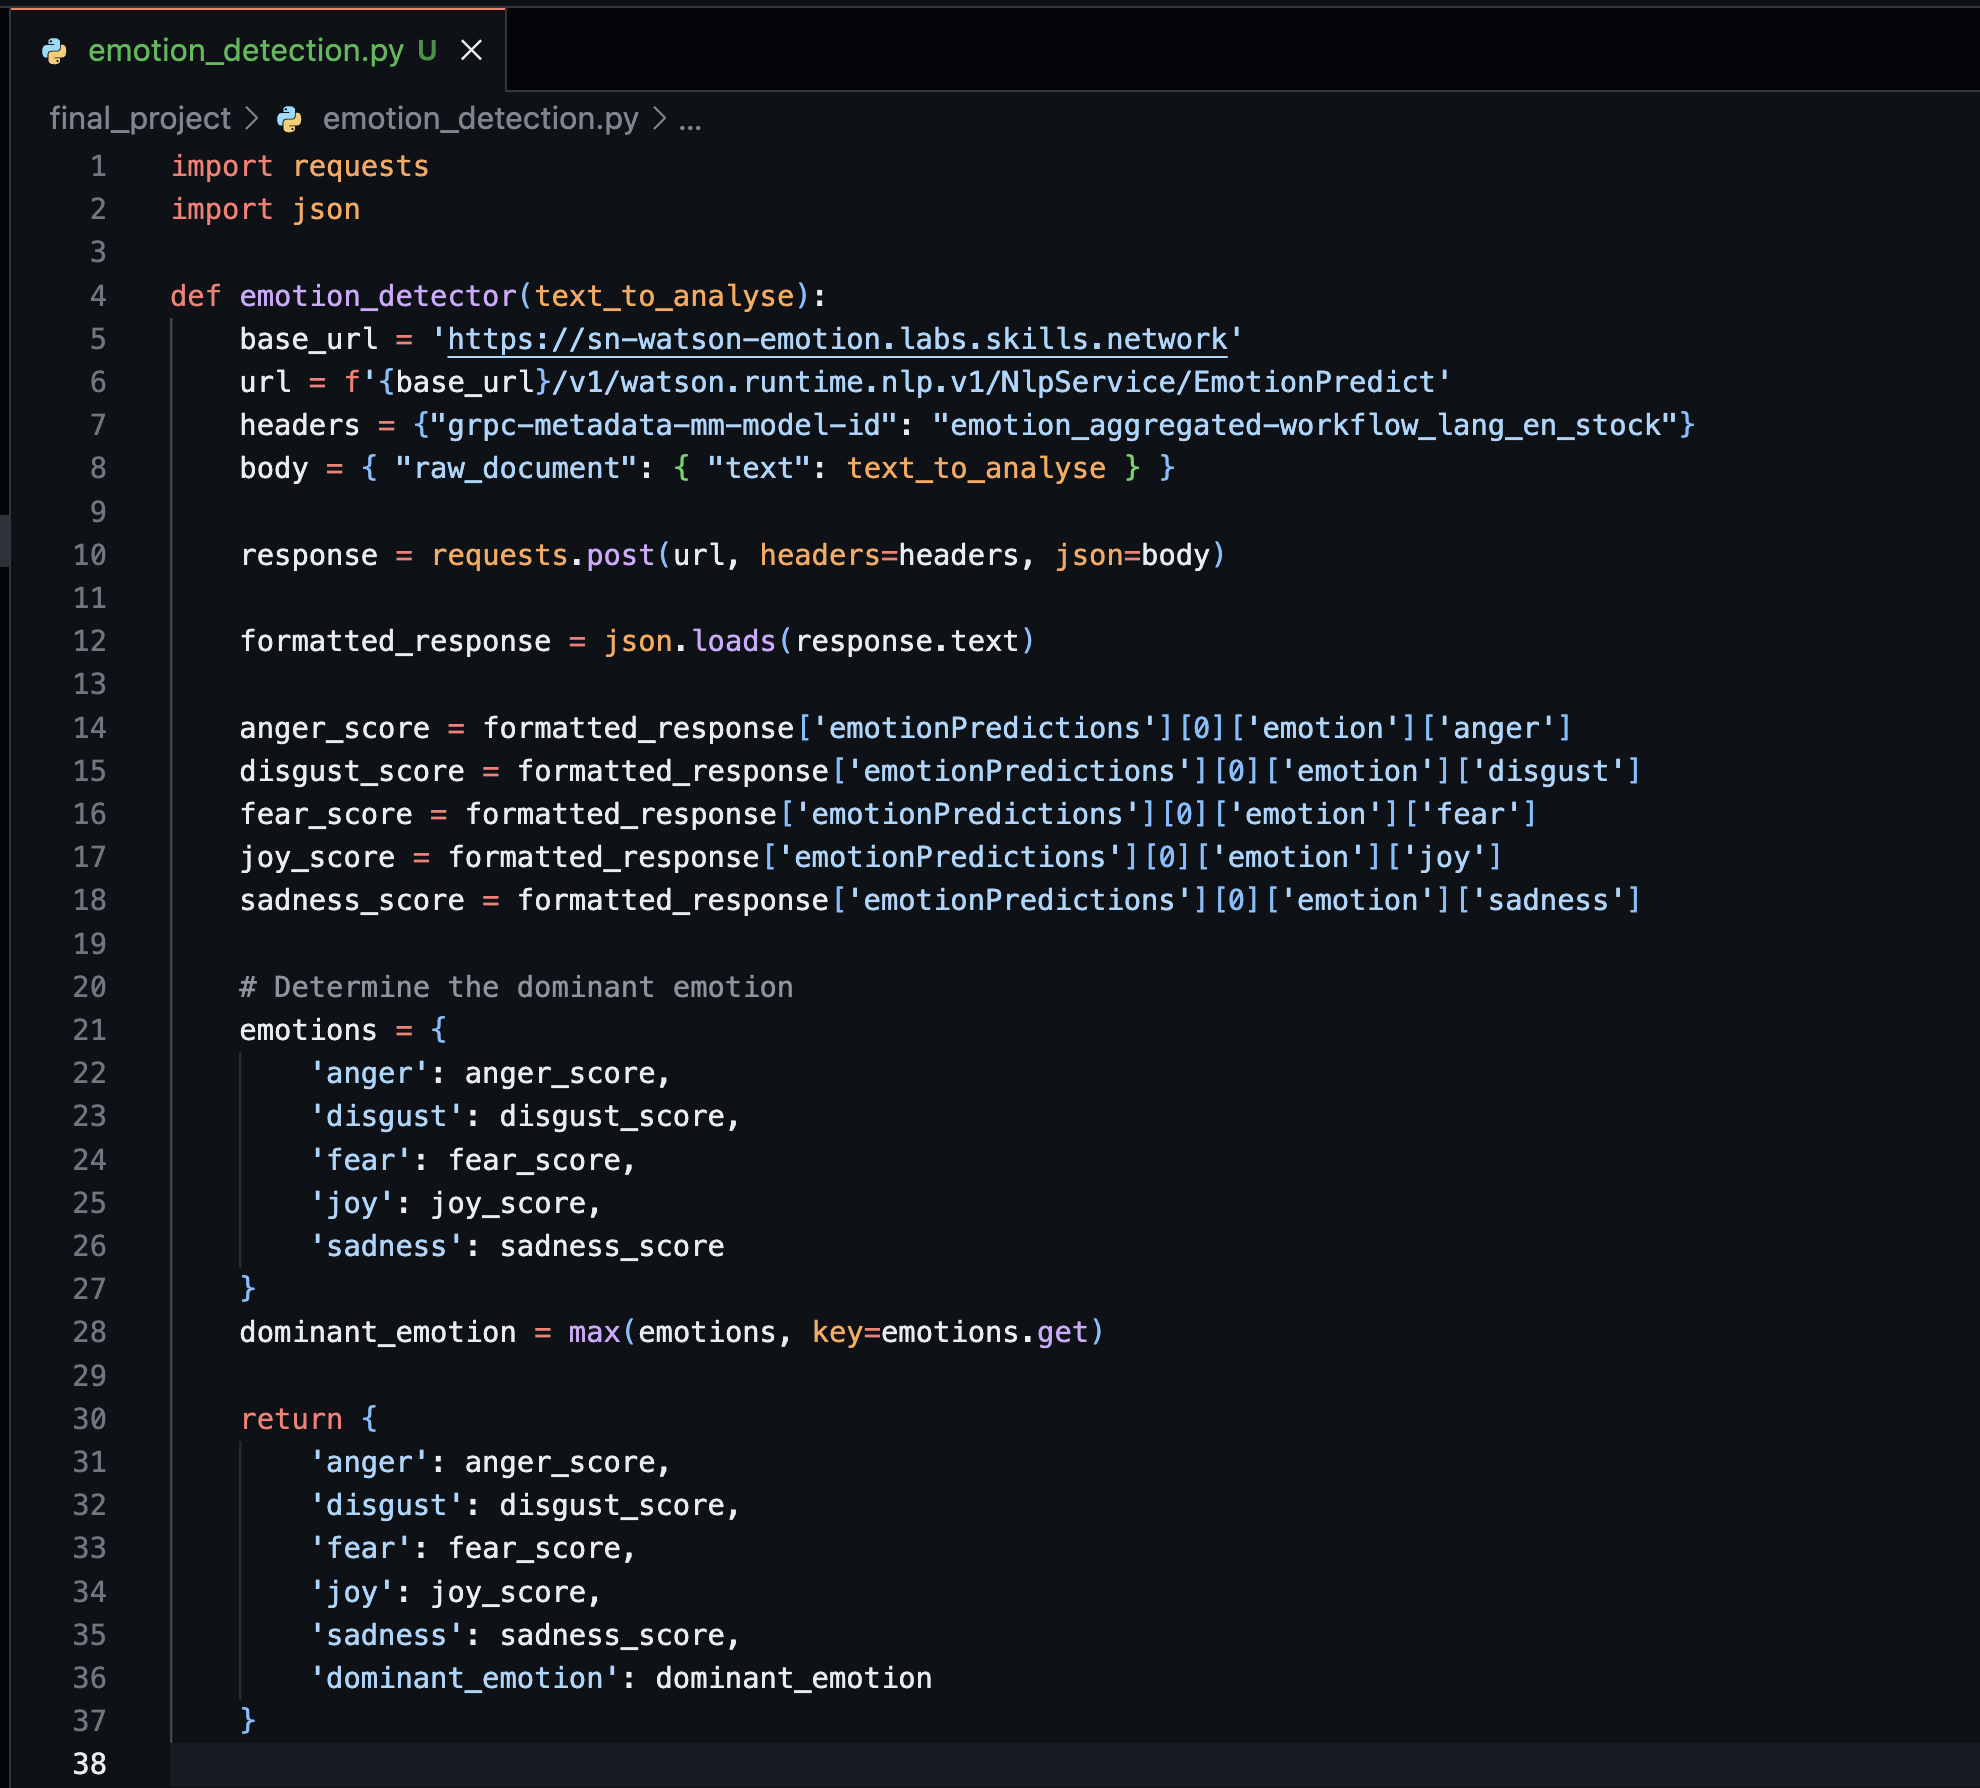 emotion_detection.py U
final_project > emotion_detection.py > ...
1 import requests
2 import json
3
4 def emotion_detector(text_to_analyse):
5     base_url = 'https://sn-watson-emotion.labs.skills.network'
6     url = f'{base_url}/v1/watson.runtime.nlp.v1/NlpService/EmotionPredict'
7     headers = {"grpc-metadata-mm-model-id": "emotion_aggregated-workflow_lang_en_stock"}
8     body = { "raw_document": { "text": text_to_analyse } }
9
10     response = requests.post(url, headers=headers, json=body)
11
12     formatted_response = json.loads(response.text)
13
14     anger_score = formatted_response['emotionPredictions'][0]['emotion']['anger']
15     disgust_score = formatted_response['emotionPredictions'][0]['emotion']['disgust']
16     fear_score = formatted_response['emotionPredictions'][0]['emotion']['fear']
17     joy_score = formatted_response['emotionPredictions'][0]['emotion']['joy']
18     sadness_score = formatted_response['emotionPredictions'][0]['emotion']['sadness']
19
20     # Determine the dominant emotion
21     emotions = {
22         'anger': anger_score,
23         'disgust': disgust_score,
24         'fear': fear_score,
25         'joy': joy_score,
26         'sadness': sadness_score
27     }
28     dominant_emotion = max(emotions, key=emotions.get)
29
30     return {
31         'anger': anger_score,
32         'disgust': disgust_score,
33         'fear': fear_score,
34         'joy': joy_score,
35         'sadness': sadness_score,
36         'dominant_emotion': dominant_emotion
37     }
38